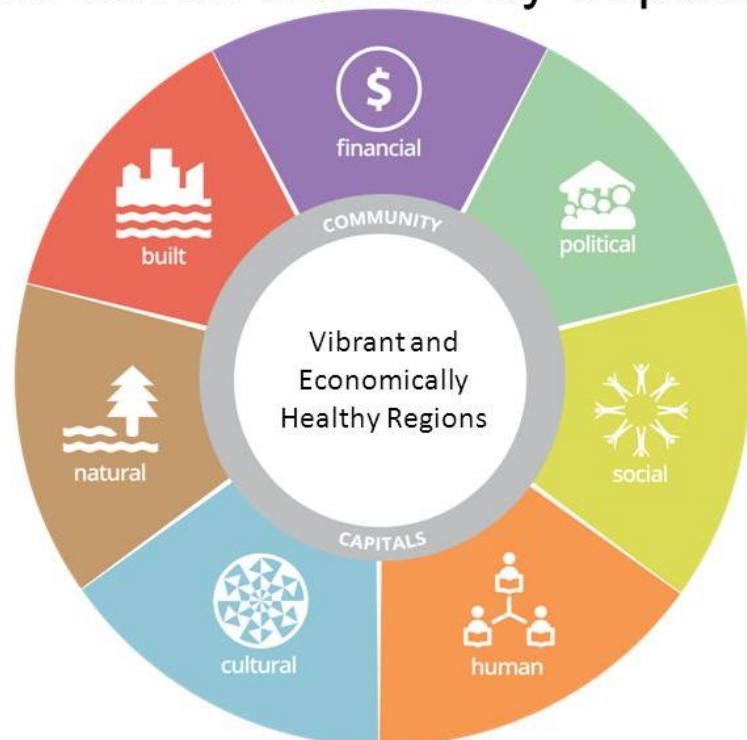 $
financial
political
social
human
cultural
natural
built
COMMUNITY
Vibrant and
Economically
Healthy Regions
CAPITALS